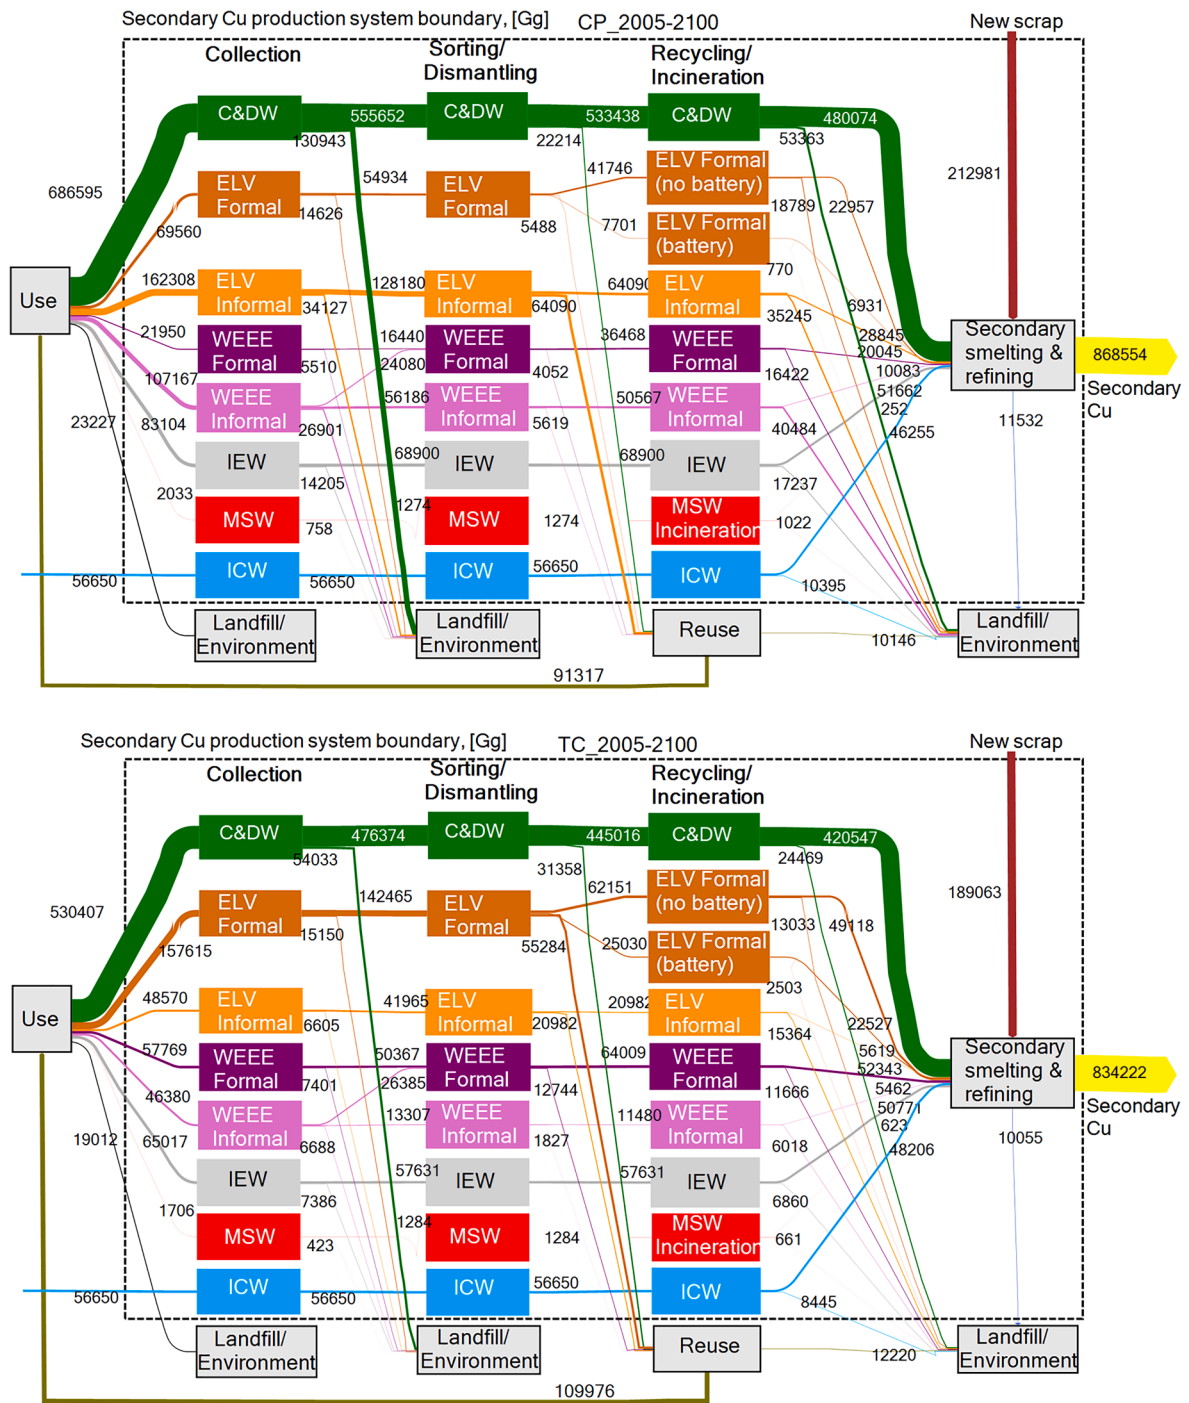 Secondary Cu production system boundary, [Gg]
CP_2005-2100
New scrap
Collection
Sorting/
Dismantling
Recycling/
Incineration
C&DW
555652
C&DW
533438
C&DW
480074
130943
22214
53363
686595
54934
41746
ELV Formal
(no battery)
212981
ELV
Formal
ELV
Formal
14626
5488
18789
22957
69560
7701
ELV Formal
(battery)
770
162308
ELV
Informal
128180
ELV
Informal
64090
ELV
Informal
Use
34127
64090
35245
6931
21950
WEEE
Formal
16440
WEEE
Formal
36468
WEEE
Formal
28845
20045
Secondary
smelting &
refining
868554
Secondary
Cu
5510
24080
4052
16422
10083
107167
WEEE
Informal
56186
WEEE
Informal
50567
WEEE
Informal
51662
252
23227
83104
26901
5619
40484
46255
11532
IEW
68900
IEW
68900
IEW
14205
17237
2033
MSW
1274
MSW
1274
MSW
Incineration
1022
758
56650
ICW
56650
ICW
56650
ICW
10395
Landfill/
Environment
Landfill/
Environment
Reuse
10146
Landfill/
Environment
91317
Secondary Cu production system boundary, [Gg]
TC_2005-2100
New scrap
Collection
Sorting/
Dismantling
Recycling/
Incineration
C&DW
476374
C&DW
445016
C&DW
420547
54033
31358
24469
530407
142465
62151
ELV Formal
(no battery)
189063
ELV
Formal
ELV
Formal
15150
55284
13033
49118
157615
25030
ELV Formal
(battery)
2503
48570
ELV
Informal
41965
ELV
Informal
20982
ELV
Informal
Use
6605
20982
15364
22527
57769
WEEE
Formal
50367
WEEE
Formal
64009
WEEE
Formal
5619
52343
Secondary
smelting &
refining
834222
Secondary
Cu
7401
26385
12744
11666
5462
46380
WEEE
Informal
13307
WEEE
Informal
11480
WEEE
Informal
50771
623
19012
65017
6688
1827
6018
48206
10055
IEW
57631
IEW
57631
IEW
7386
6860
1706
MSW
1284
MSW
1284
MSW
Incineration
661
423
56650
ICW
56650
ICW
56650
ICW
8445
Landfill/
Environment
Landfill/
Environment
Reuse
12220
Landfill/
Environment
109976